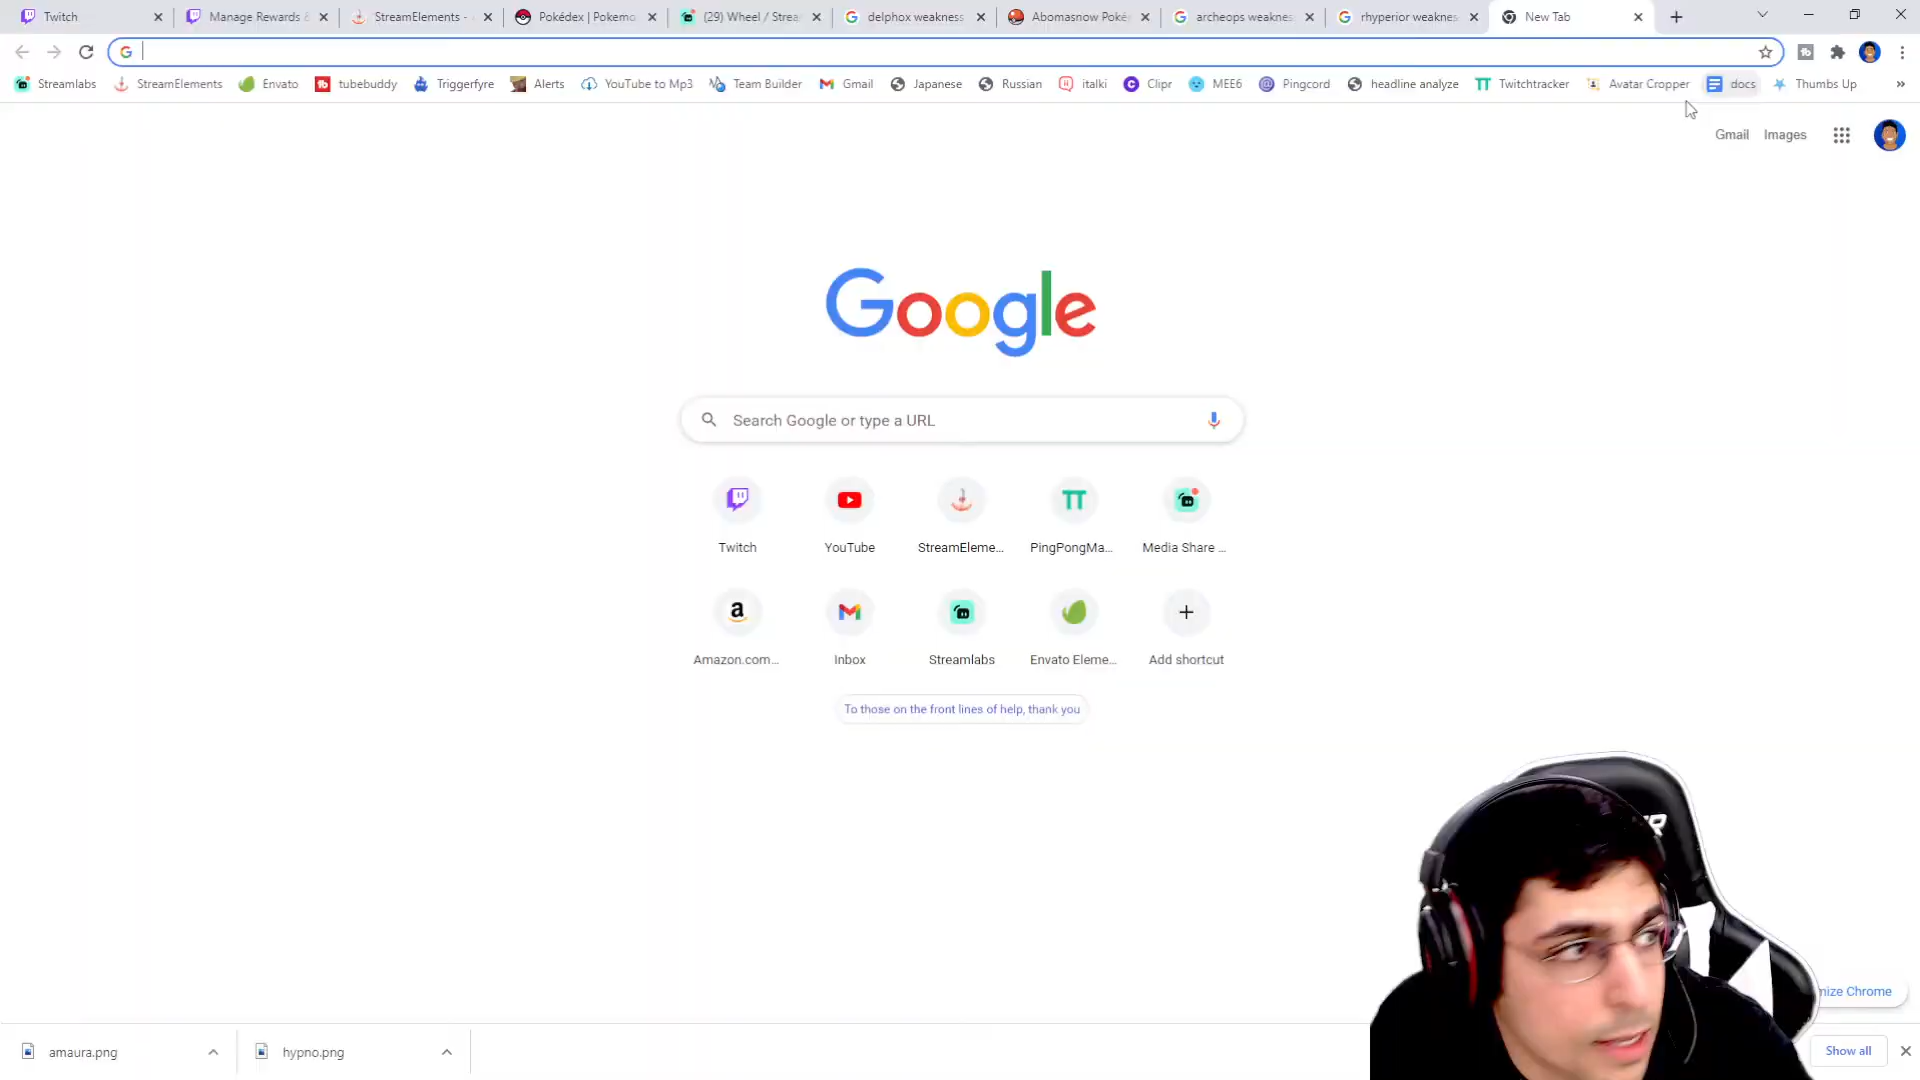 Twitch
Manage Rewards &
StreamElements -
Pokédex | Pokemo
(29) Wheel / Strea
delphox weakness
Abomasnow Poké
archeops weaknes
rhyperior weaknes
New Tab
Streamlabs
StreamElements
Envato
tubebuddy
Triggerfyre
Alerts
YouTube to Mp3
Team Builder
Gmail
Japanese
Russian
italki
Clipr
MEE6
Pingcord
headline analyze
Twitchtracker
Avatar Cropper
docs
Thumbs Up
»
Gmail
Images
Google
Search Google or type a URL
Twitch
YouTube
StreamEleme...
PingPongMa...
Media Share ...
Amazon.com...
Inbox
Streamlabs
Envato Eleme...
Add shortcut
To those on the front lines of help, thank you
mize Chrome
amaura.png
hypno.png
Show all